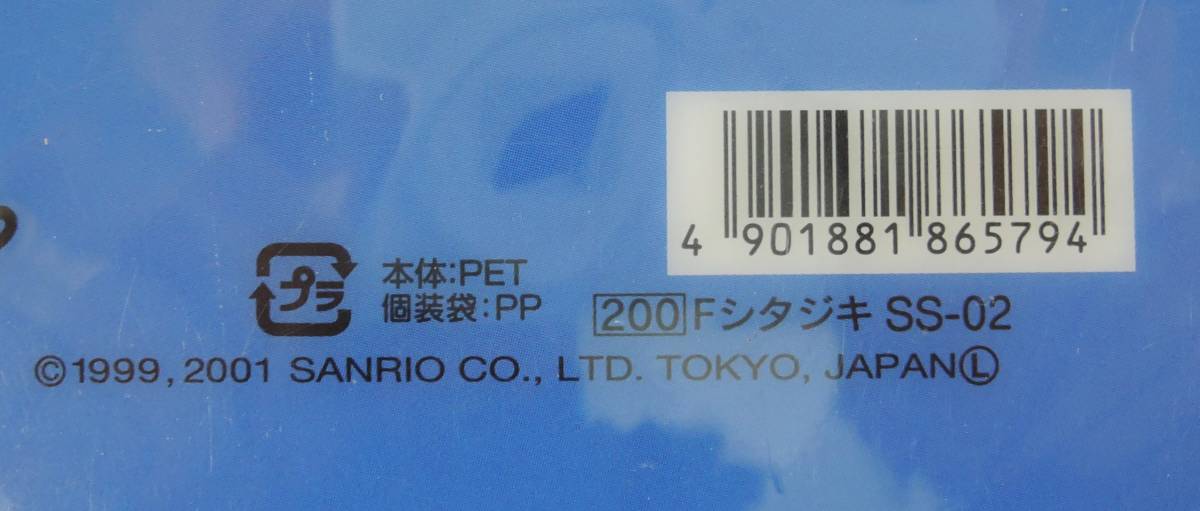 4 901881 865794
プラ
本体:PET
個装袋:PP
200 Fシタジキ SS-02
©1999, 2001 SANRIO CO., LTD. TOKYO, JAPANⓁ